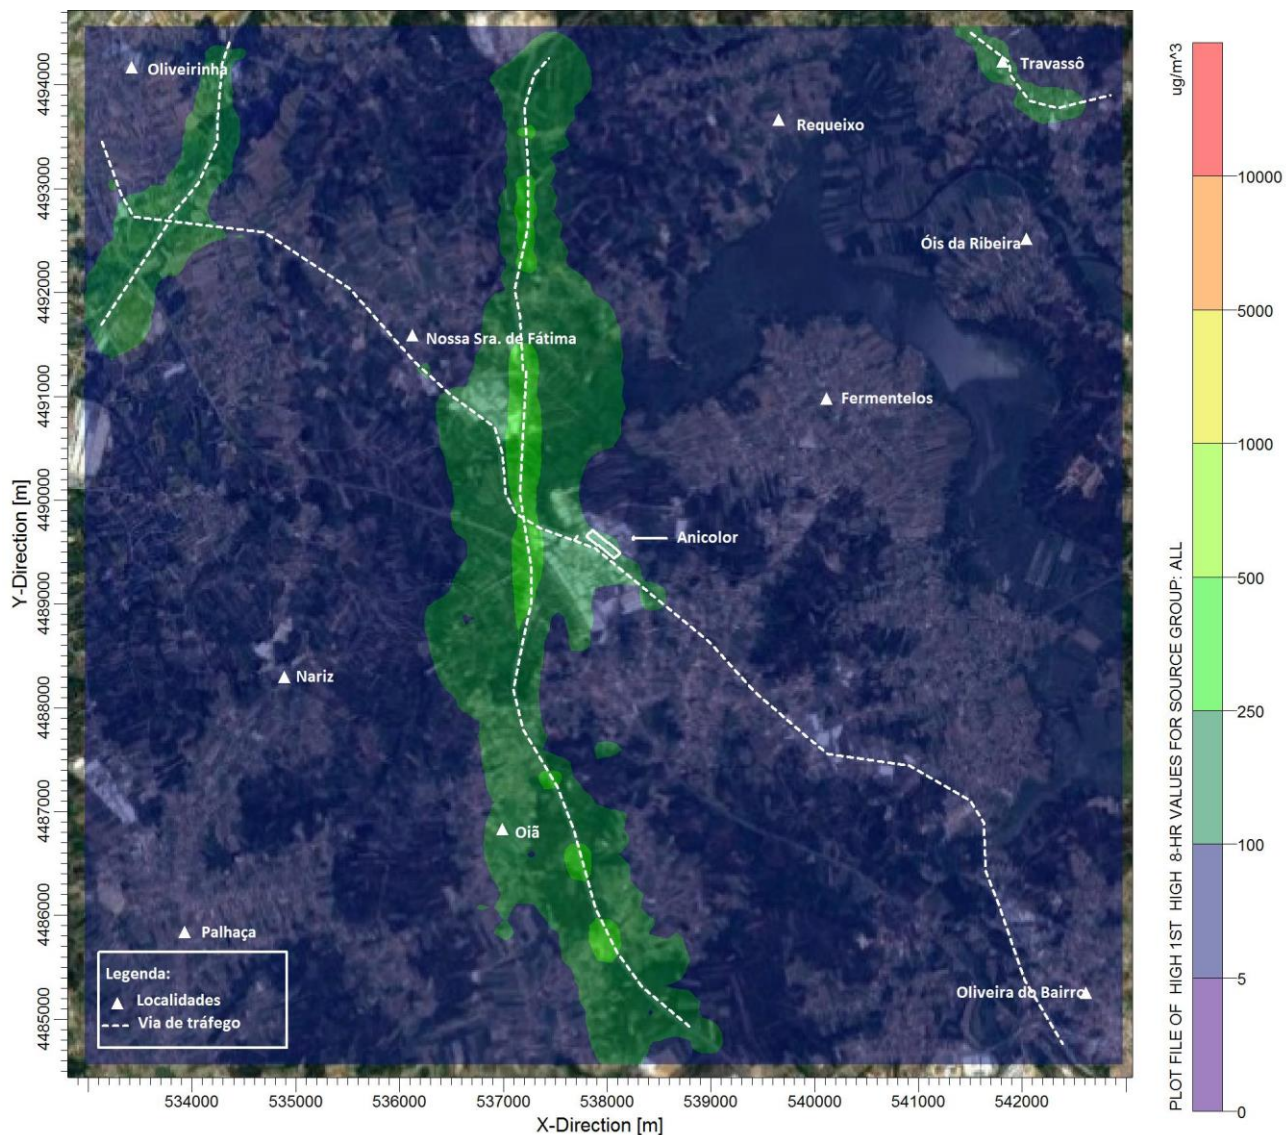 Oliveirinha
Travassô
Requeixo
Óis da Ribeira
Nossa Sra. de Fátima
Fermentelos
Anicolor
Nariz
Oiã
Palhaça
Oliveira do Bairro
Legenda:
Localidades
Via de tráfego
Y-Direction [m]
4494000
4493000
4492000
4491000
4490000
4489000
4488000
4487000
4486000
4485000
534000
535000
536000
537000
538000
539000
540000
541000
542000
X-Direction [m]
PLOT FILE OF HIGH 1ST HIGH 8-HR VALUES FOR SOURCE GROUP: ALL
ug/m^3
10000
5000
1000
500
250
100
5
0